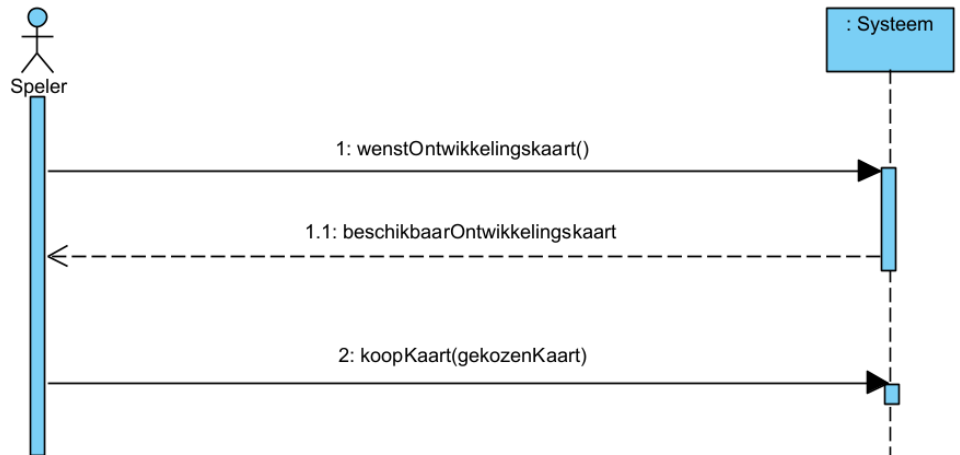 Speler
: Systeem
1: wenstOntwikkelingskaart()
1.1: beschikbaarOntwikkelingskaart
2: koopKaart(gekozenKaart)